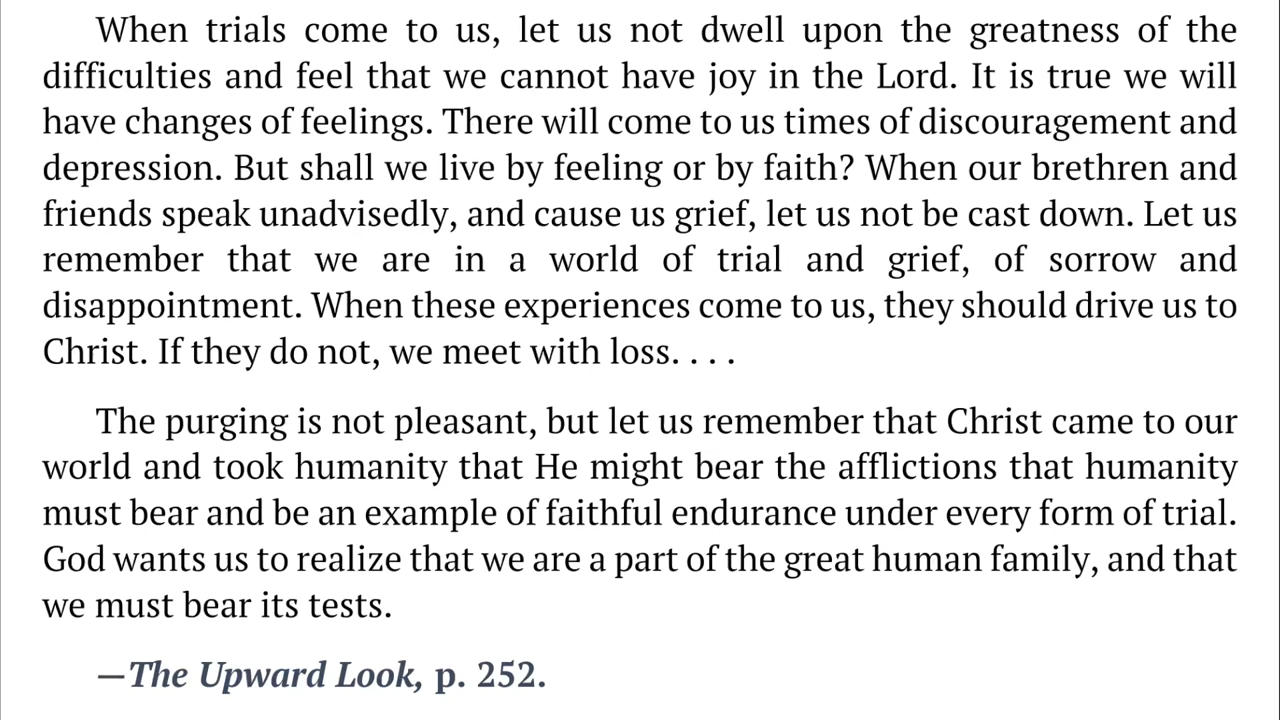 When trials come to us, let us not dwell upon the greatness of the
difficulties and feel that we cannot have joy in the Lord. It is true we will
have changes of feelings. There will come to us times of discouragement and
depression. But shall we live by feeling or by faith? When our brethren and
friends speak unadvisedly, and cause us grief, let us not be cast down. Let us
remember that we are in a world of trial and grief, of sorrow and
disappointment. When these experiences come to us, they should drive us to
Christ. If they do not, we meet with loss. . . .
The purging is not pleasant, but let us remember that Christ came to our
world and took humanity that He might bear the afflictions that humanity
must bear and be an example of faithful endurance under every form of trial.
God wants us to realize that we are a part of the great human family, and that
we must bear its tests.
—The Upward Look, p. 252.